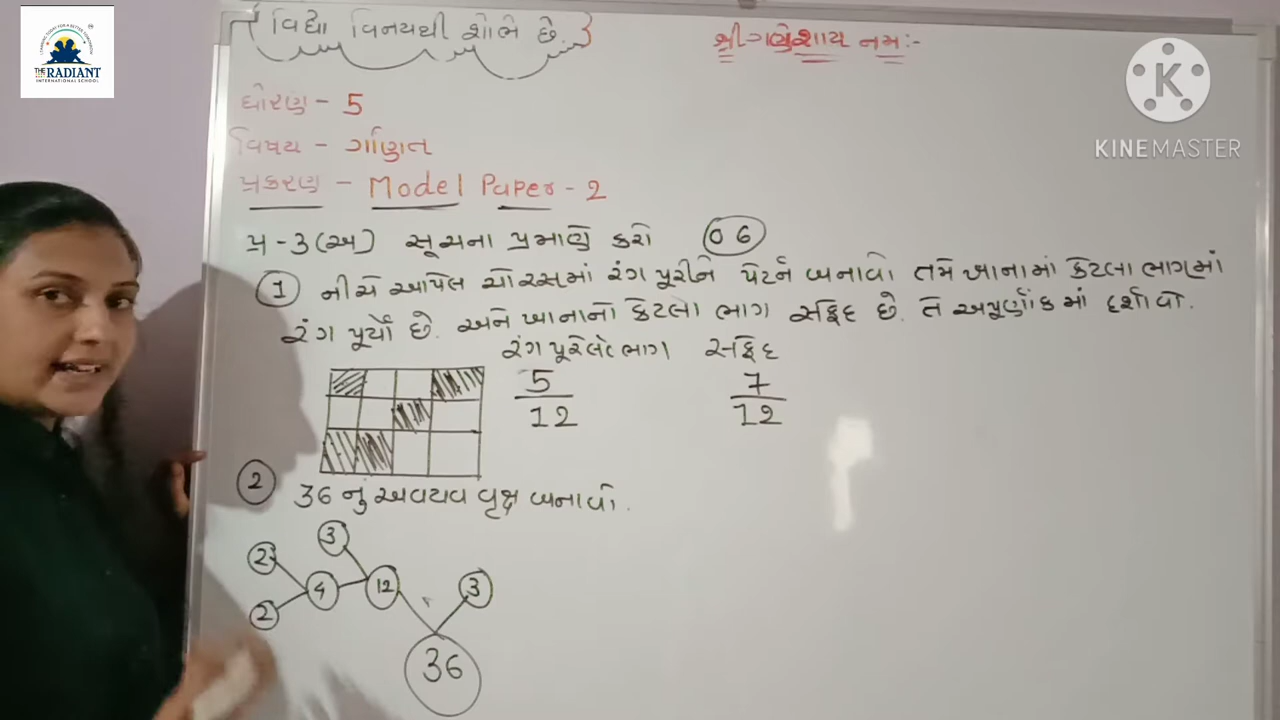 વિદ્યા વિનયથી શોભે છે.
શ્રી ગણેશાય નમઃ-
THE RADIANT
INTERNATIONAL SCHOOL
KINEMASTER
ધોરણ - 5
વિષય - ગણિત
પ્રકરણ - Model Paper - 2
પ્ર -3 (અ) સૂચના પ્રમાણે કરો 06
1 નીચે આપેલ ચોરસમાં રંગ પૂરીને પેટર્ન બનાવો તમે ખાનામાં કેટલા ભાગમાં
રંગ પૂર્યો છે. અને ખાનાનો કેટલો ભાગ સફેદ છે. તે અપૂર્ણાંકમાં દર્શાવો.
રંગ પૂરેલો ભાગ સફેદ
5 7
12 12
2 36 નું અવયવ વૃક્ષ બનાવો.
3
2
2 4 12 3
36